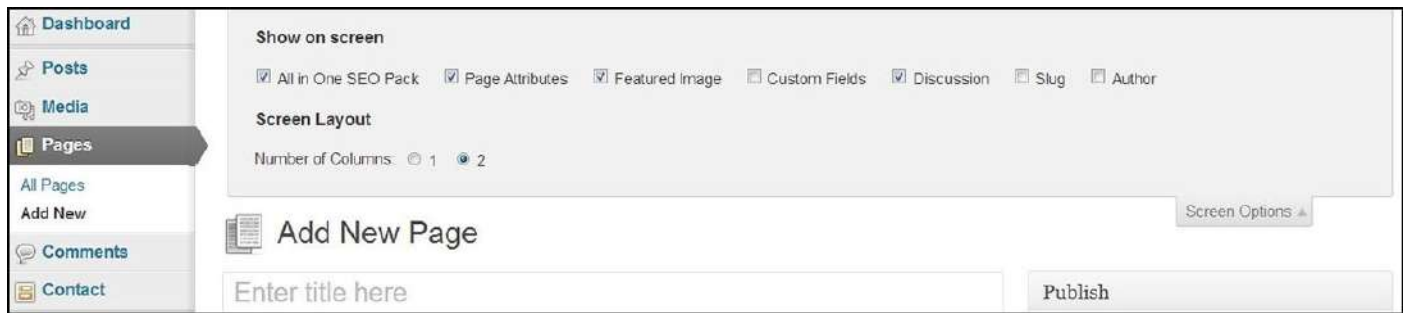 Dashboard
Posts
Media
Pages
All Pages
Add New
Comments
Contact
Show on screen
All in One SEO Pack Page Attributes Featured Image Custom Fields Discussion Slug Author
Screen Layout
Number of Columns: 1 2
Screen Options
Add New Page
Enter title here
Publish